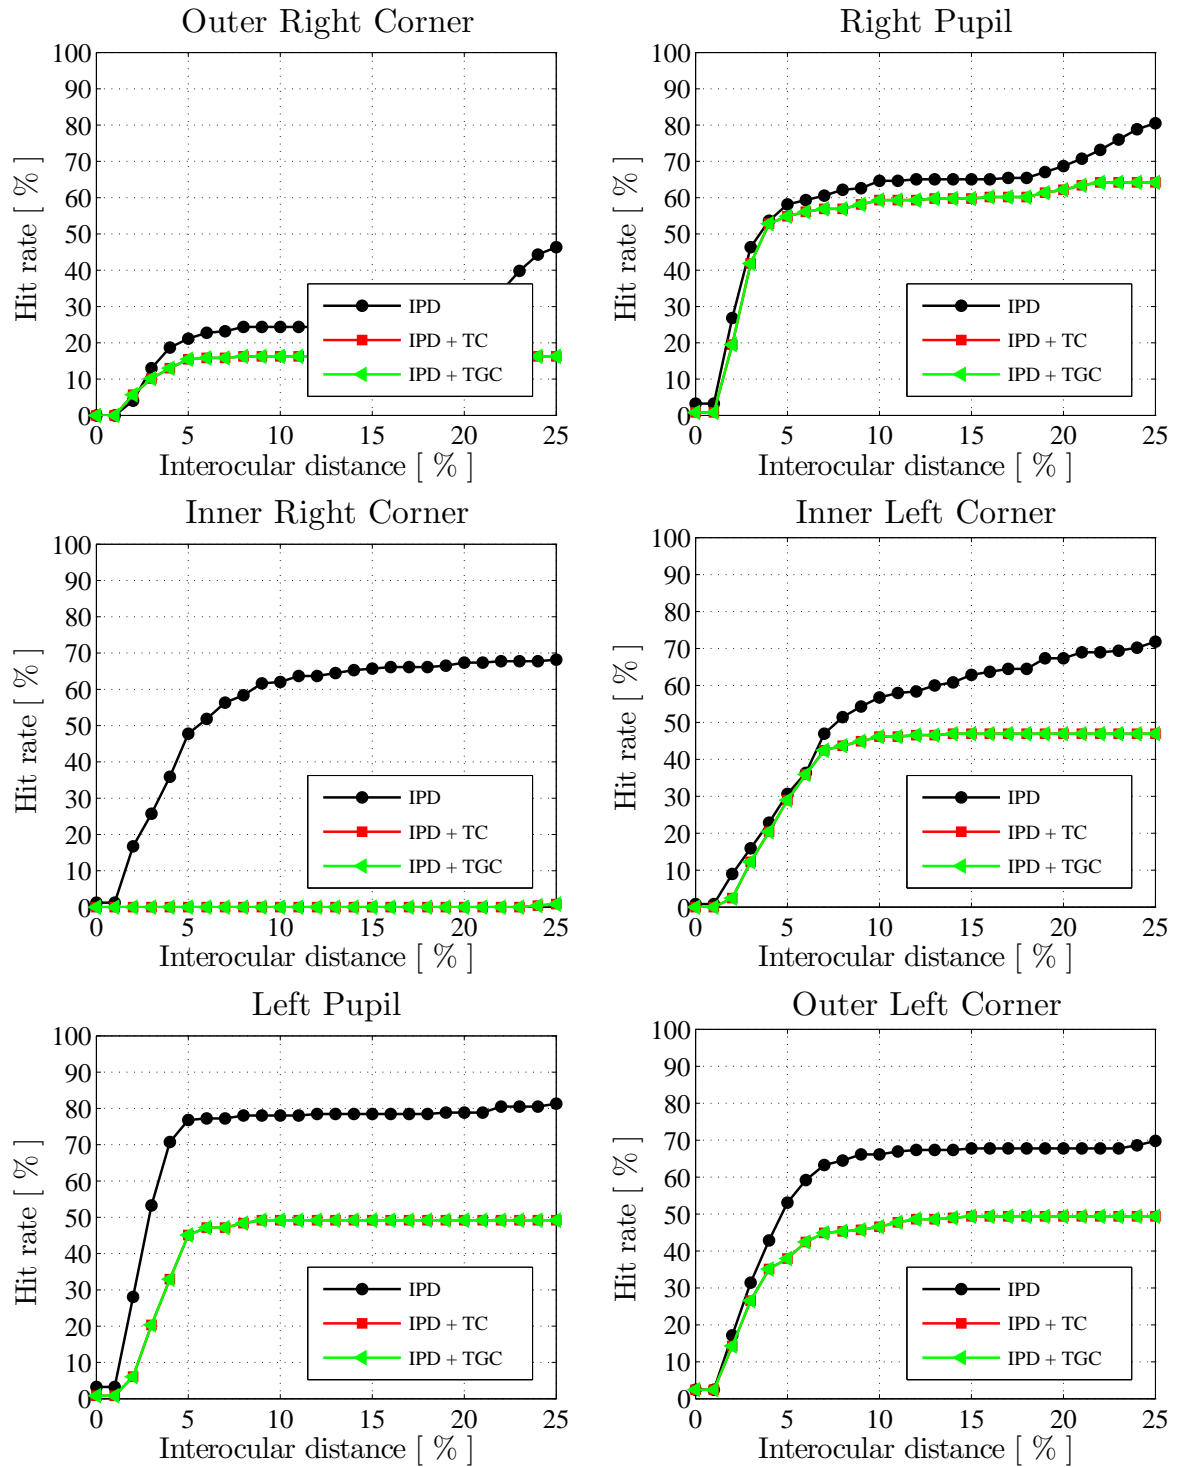 Outer Right Corner
100
90
80
70
60
50
40
30
20
10
0
Hit rate [ % ]
IPD
IPD + TC
IPD + TGC
0 5 10 15 20 25
Interocular distance [ % ]
Right Pupil
100
90
80
70
60
50
40
30
20
10
0
Hit rate [ % ]
IPD
IPD + TC
IPD + TGC
0 5 10 15 20 25
Interocular distance [ % ]
Inner Right Corner
100
90
80
70
60
50
40
30
20
10
0
Hit rate [ % ]
IPD
IPD + TC
IPD + TGC
0 5 10 15 20 25
Interocular distance [ % ]
Inner Left Corner
100
90
80
70
60
50
40
30
20
10
0
Hit rate [ % ]
IPD
IPD + TC
IPD + TGC
0 5 10 15 20 25
Interocular distance [ % ]
Left Pupil
100
90
80
70
60
50
40
30
20
10
0
Hit rate [ % ]
IPD
IPD + TC
IPD + TGC
0 5 10 15 20 25
Interocular distance [ % ]
Outer Left Corner
100
90
80
70
60
50
40
30
20
10
0
Hit rate [ % ]
IPD
IPD + TC
IPD + TGC
0 5 10 15 20 25
Interocular distance [ % ]